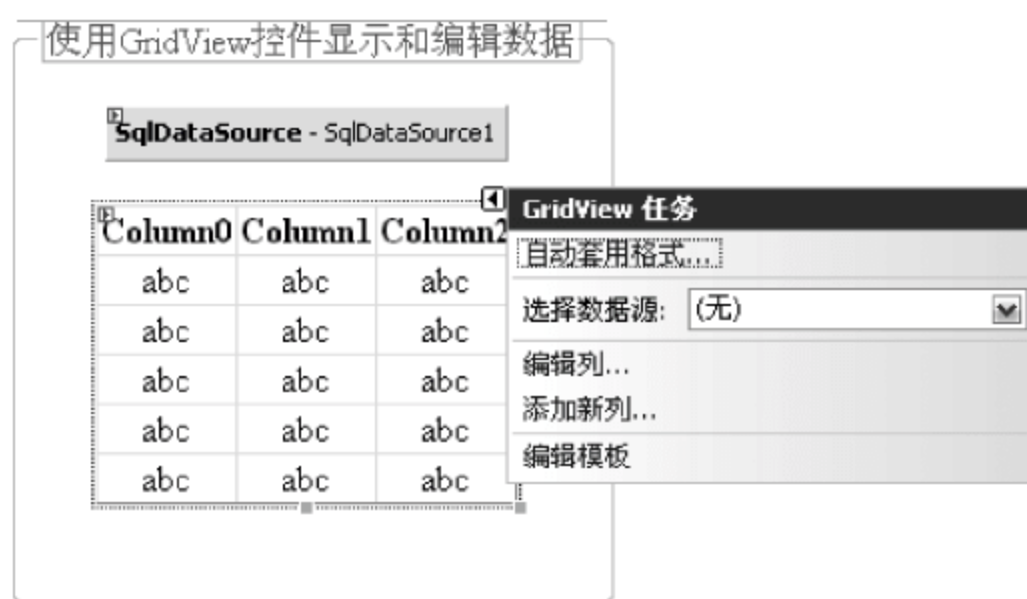 使用GridView控件显示和编辑数据
SqlDataSource - SqlDataSource1
Column0 Column1 Column2
abc abc abc
abc abc abc
abc abc abc
abc abc abc
abc abc abc
GridView 任务
自动套用格式...
选择数据源: (无)
编辑列...
添加新列...
编辑模板